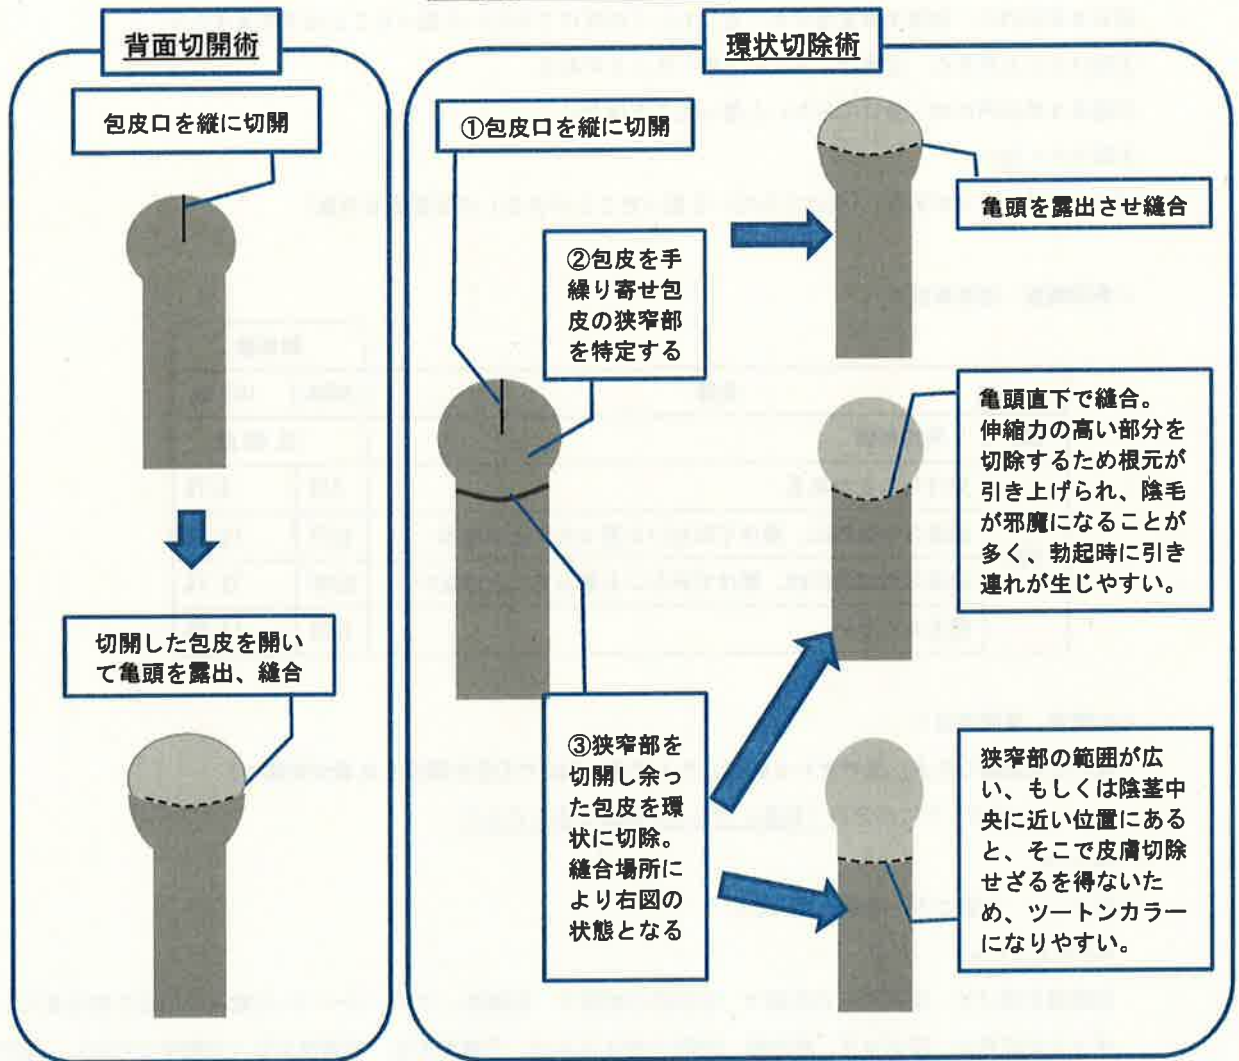 背面切開術
包皮口を縦に切開
切開した包皮を開い
て亀頭を露出、縫合
環状切除術
①包皮口を縦に切開
②包皮を手
繰り寄せ包
皮の狭窄部
を特定する
③狭窄部を
切開し余っ
た包皮を環
状に切除。
縫合場所に
より右図の
状態となる
亀頭を露出させ縫合
亀頭直下で縫合。
伸縮力の高い部分を
切除するため根元が
引き上げられ、陰毛
が邪魔になることが
多く、勃起時に引き
連れが生じやすい。
狭窄部の範囲が広
い、もしくは陰茎中
央に近い位置にある
と、そこで皮膚切除
せざるを得ないた
め、ツートンカラー
になりやすい。